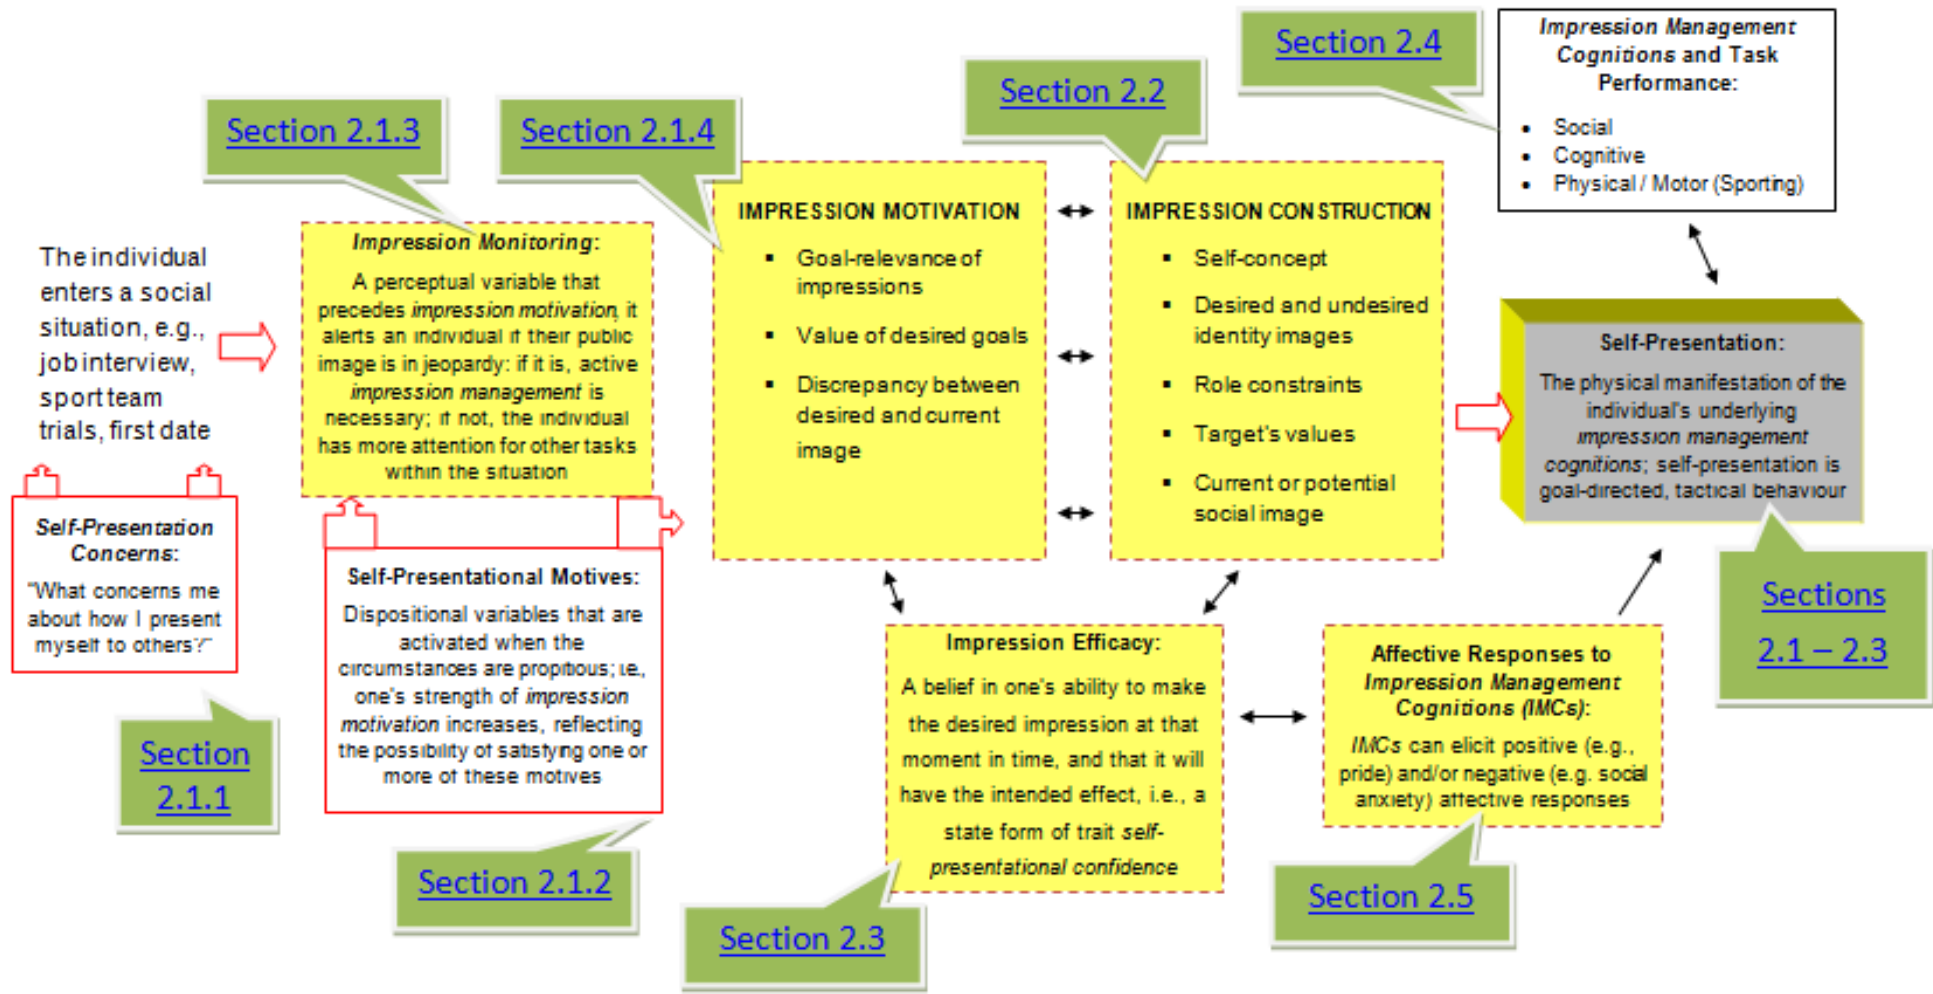 Section 2.1.3
Section 2.1.4
Section 2.2
Section 2.4
Impression Management
Cognitions and Task
Performance:
• Social
• Cognitive
• Physical / Motor (Sporting)
The individual
enters a social
situation, e.g.,
job interview,
sport team
trials, first date
Self-Presentation
Concerns:
"What concerns me
about how I present
myself to others?"
Section
2.1.1
Impression Monitoring:
A perceptual variable that
precedes impression motivation, it
alerts an individual if their public
image is in jeopardy: if it is, active
impression management is
necessary; if not, the individual
has more attention for other tasks
within the situation
Self-Presentational Motives:
Dispositional variables that are
activated when the
circumstances are propitious; i.e.,
one's strength of impression
motivation increases, reflecting
the possibility of satisfying one or
more of these motives
Section 2.1.2
IMPRESSION MOTIVATION
▪ Goal-relevance of
impressions
▪ Value of desired goals
▪ Discrepancy between
desired and current
image
IMPRESSION CONSTRUCTION
▪ Self-concept
▪ Desired and undesired
identity images
▪ Role constraints
▪ Target's values
▪ Current or potential
social image
Impression Efficacy:
A belief in one's ability to make
the desired impression at that
moment in time, and that it will
have the intended effect, i.e., a
state form of trait self-
presentational confidence
Section 2.3
Affective Responses to
Impression Management
Cognitions (IMCs):
IMCs can elicit positive (e.g.,
pride) and/or negative (e.g. social
anxiety) affective responses
Section 2.5
Self-Presentation:
The physical manifestation of the
individual's underlying
impression management
cognitions; self-presentation is
goal-directed, tactical behaviour
Sections
2.1 – 2.3